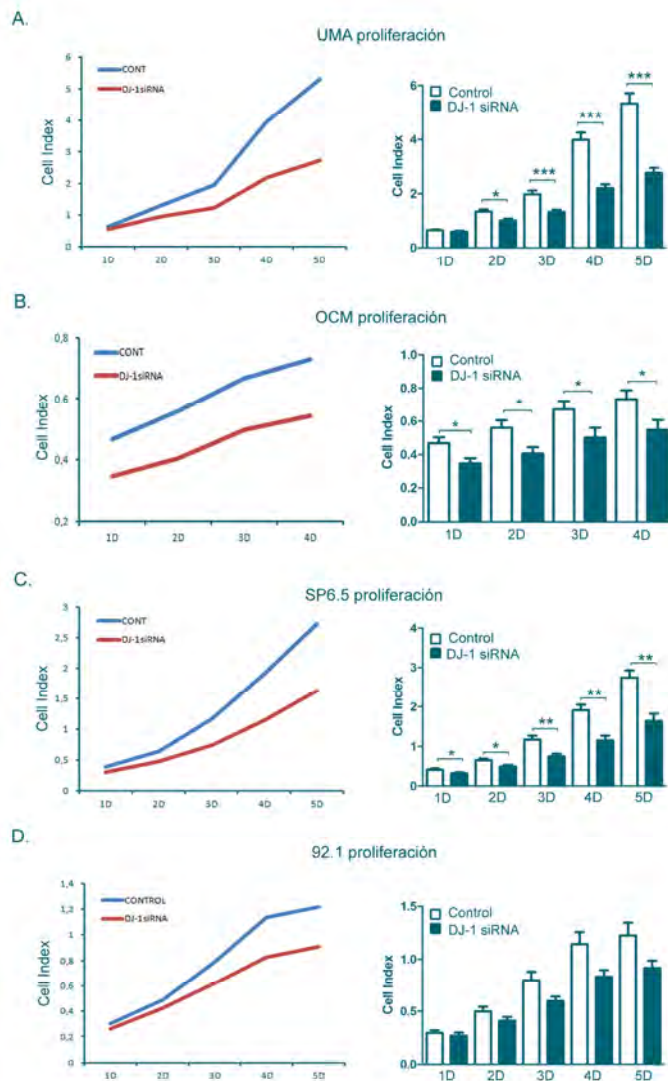 A.
UMA proliferación
CONT
DJ-1siRNA
Cell Index
6
5
4
3
2
1
0
1D 2D 3D 4D 5D
Control
DJ-1 siRNA
Cell Index
6
4
2
0
* *** *** ***
1D 2D 3D 4D 5D
B.
OCM proliferación
CONT
DJ-1siRNA
Cell Index
0,8
0,6
0,4
0,2
1D 2D 3D 4D
Control
DJ-1 siRNA
Cell Index
1.0
0.8
0.6
0.4
0.2
0.0
* * * *
1D 2D 3D 4D
C.
SP6.5 proliferación
CONT
DJ-1siRNA
Cell Index
3
2,5
2
1,5
1
0,5
0
1D 2D 3D 4D 5D
Control
DJ-1 siRNA
Cell Index
4
3
2
1
0
* * ** ** **
1D 2D 3D 4D 5D
D.
92.1 proliferación
CONTROL
DJ-1siRNA
Cell Index
1,4
1,2
1
0,8
0,6
0,4
0,2
0
1D 2D 3D 4D 5D
Control
DJ-1 siRNA
Cell Index
1.5
1.0
0.5
0.0
1D 2D 3D 4D 5D